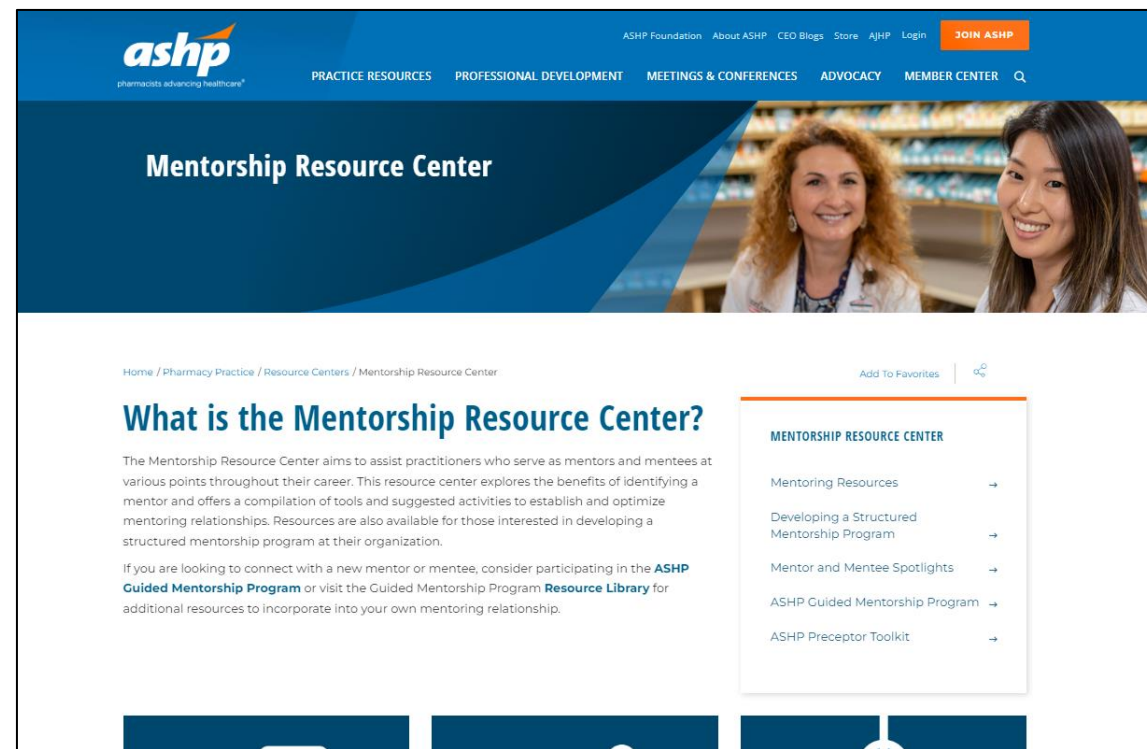 ashp
pharmacists advancing healthcare®
ASHP Foundation About ASHP CEO Blogs Store AJHP Login JOIN ASHP
PRACTICE RESOURCES PROFESSIONAL DEVELOPMENT MEETINGS & CONFERENCES ADVOCACY MEMBER CENTER
Mentorship Resource Center
Home / Pharmacy Practice / Resource Centers / Mentorship Resource Center
Add To Favorites
What is the Mentorship Resource Center?
The Mentorship Resource Center aims to assist practitioners who serve as mentors and mentees at
various points throughout their career. This resource center explores the benefits of identifying a
mentor and offers a compilation of tools and suggested activities to establish and optimize
mentoring relationships. Resources are also available for those interested in developing a
structured mentorship program at their organization.
If you are looking to connect with a new mentor or mentee, consider participating in the ASHP
Guided Mentorship Program or visit the Guided Mentorship Program Resource Library for
additional resources to incorporate into your own mentoring relationship.
MENTORSHIP RESOURCE CENTER
Mentoring Resources →
Developing a Structured
Mentorship Program →
Mentor and Mentee Spotlights →
ASHP Guided Mentorship Program →
ASHP Preceptor Toolkit →